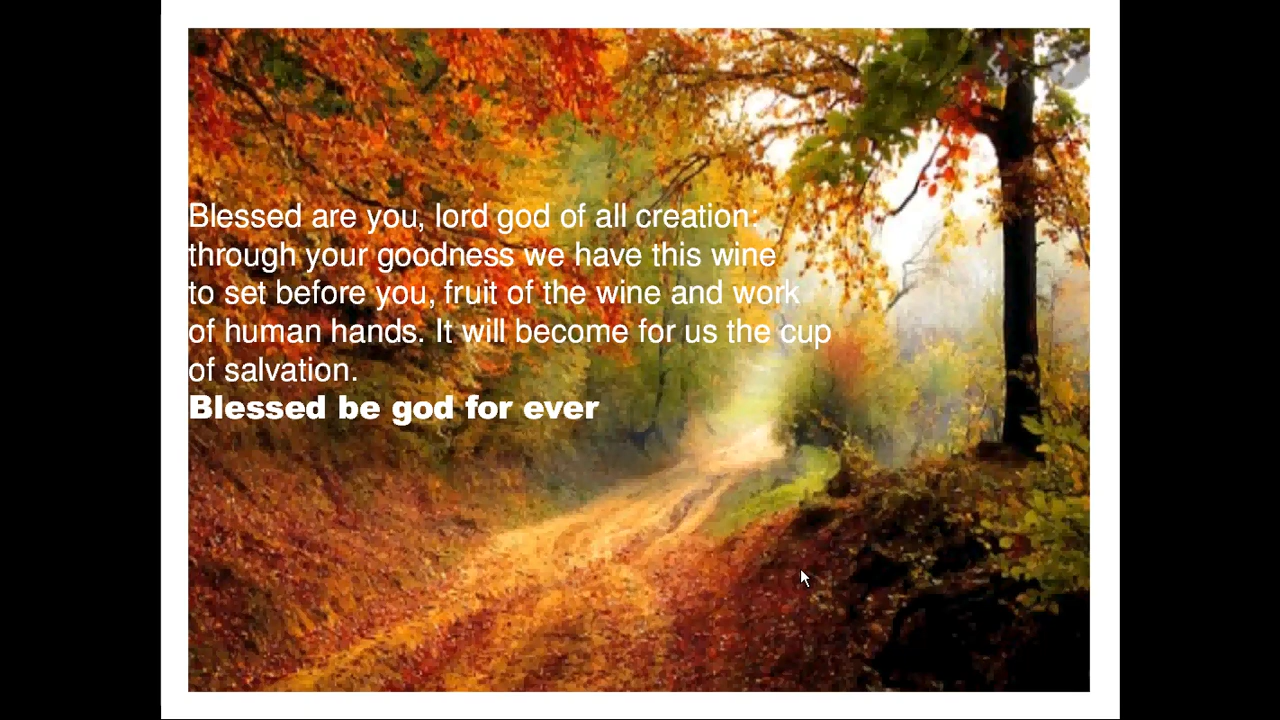 Blessed are you, lord god of all creation:
through your goodness we have this wine
to set before you, fruit of the wine and work
of human hands. It will become for us the cup
of salvation.
Blessed be god for ever